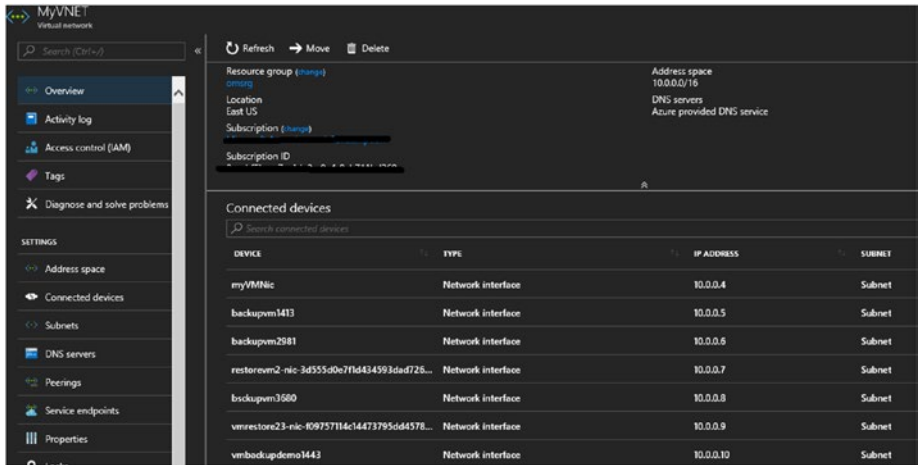 MyVNET
Virtual network
Search (Ctrl+/)
Overview
Activity log
Access control (IAM)
Tags
Diagnose and solve problems
SETTINGS
Address space
Connected devices
Subnets
DNS servers
Peerings
Service endpoints
Properties
Refresh Move Delete
Resource group (change)
omsrg
Location
East US
Subscription (change)
Subscription ID
Address space
10.0.0.0/16
DNS servers
Azure provided DNS service
Connected devices
Search connected devices
DEVICE TYPE IP ADDRESS SUBNET
myVMNic Network interface 10.0.0.4 Subnet
backupvm1413 Network interface 10.0.0.5 Subnet
backupvm2981 Network interface 10.0.0.6 Subnet
restorevm2-nic-3d555d0e7f1d434593dad726... Network interface 10.0.0.7 Subnet
bsckupvm3680 Network interface 10.0.0.8 Subnet
vmrestore23-nic-f09757114c14473795dd4578... Network interface 10.0.0.9 Subnet
vmbackupdemo1443 Network interface 10.0.0.10 Subnet